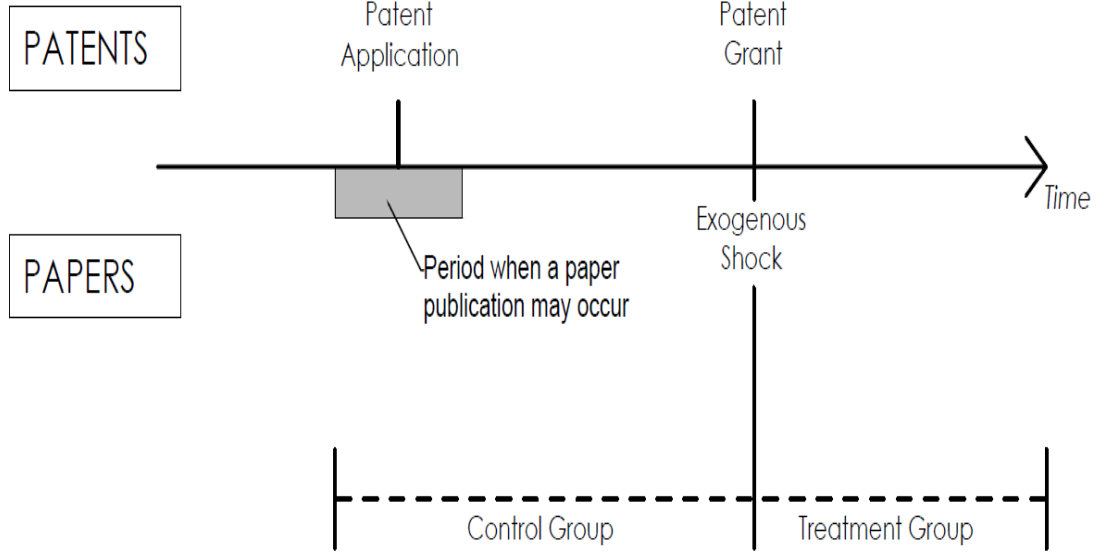 PATENTS
Patent
Application
Patent
Grant
Time
Exogenous
Shock
PAPERS
Period when a paper
publication may occur
Control Group
Treatment Group